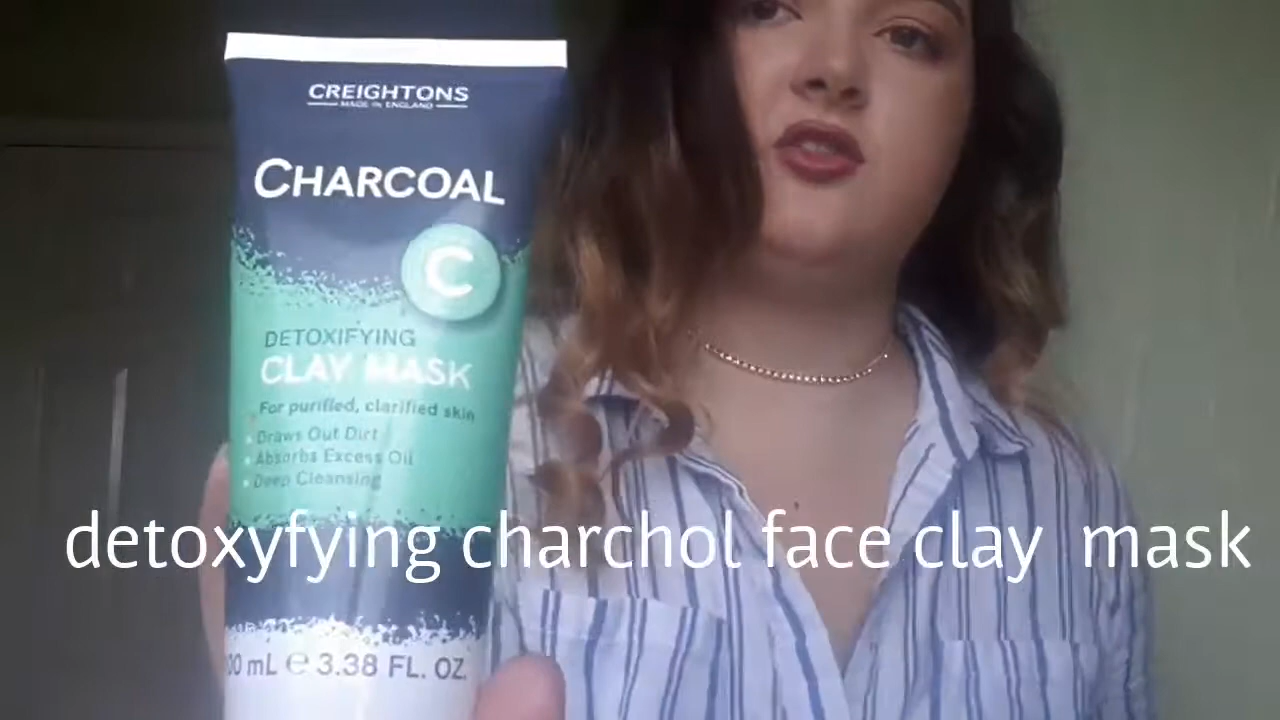 CREIGHTONS
MADE IN ENGLAND
CHARCOAL
C
DETOXIFYING
CLAY MASK
For purified, clarified skin
Draws Out Dirt
Absorbs Excess Oil
Deep Cleansing
detoxyfying charchol face clay mask
00 mL e 3.38 FL. OZ.